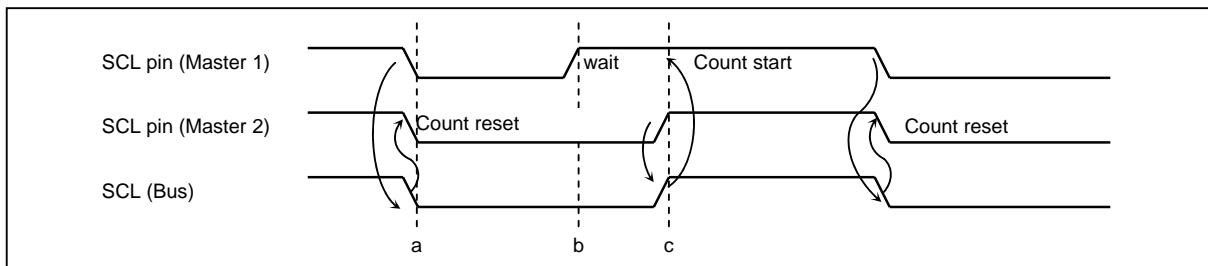 SCL pin (Master 1)
wait
Count start
SCL pin (Master 2)
Count reset
Count reset
SCL (Bus)
a
b
c